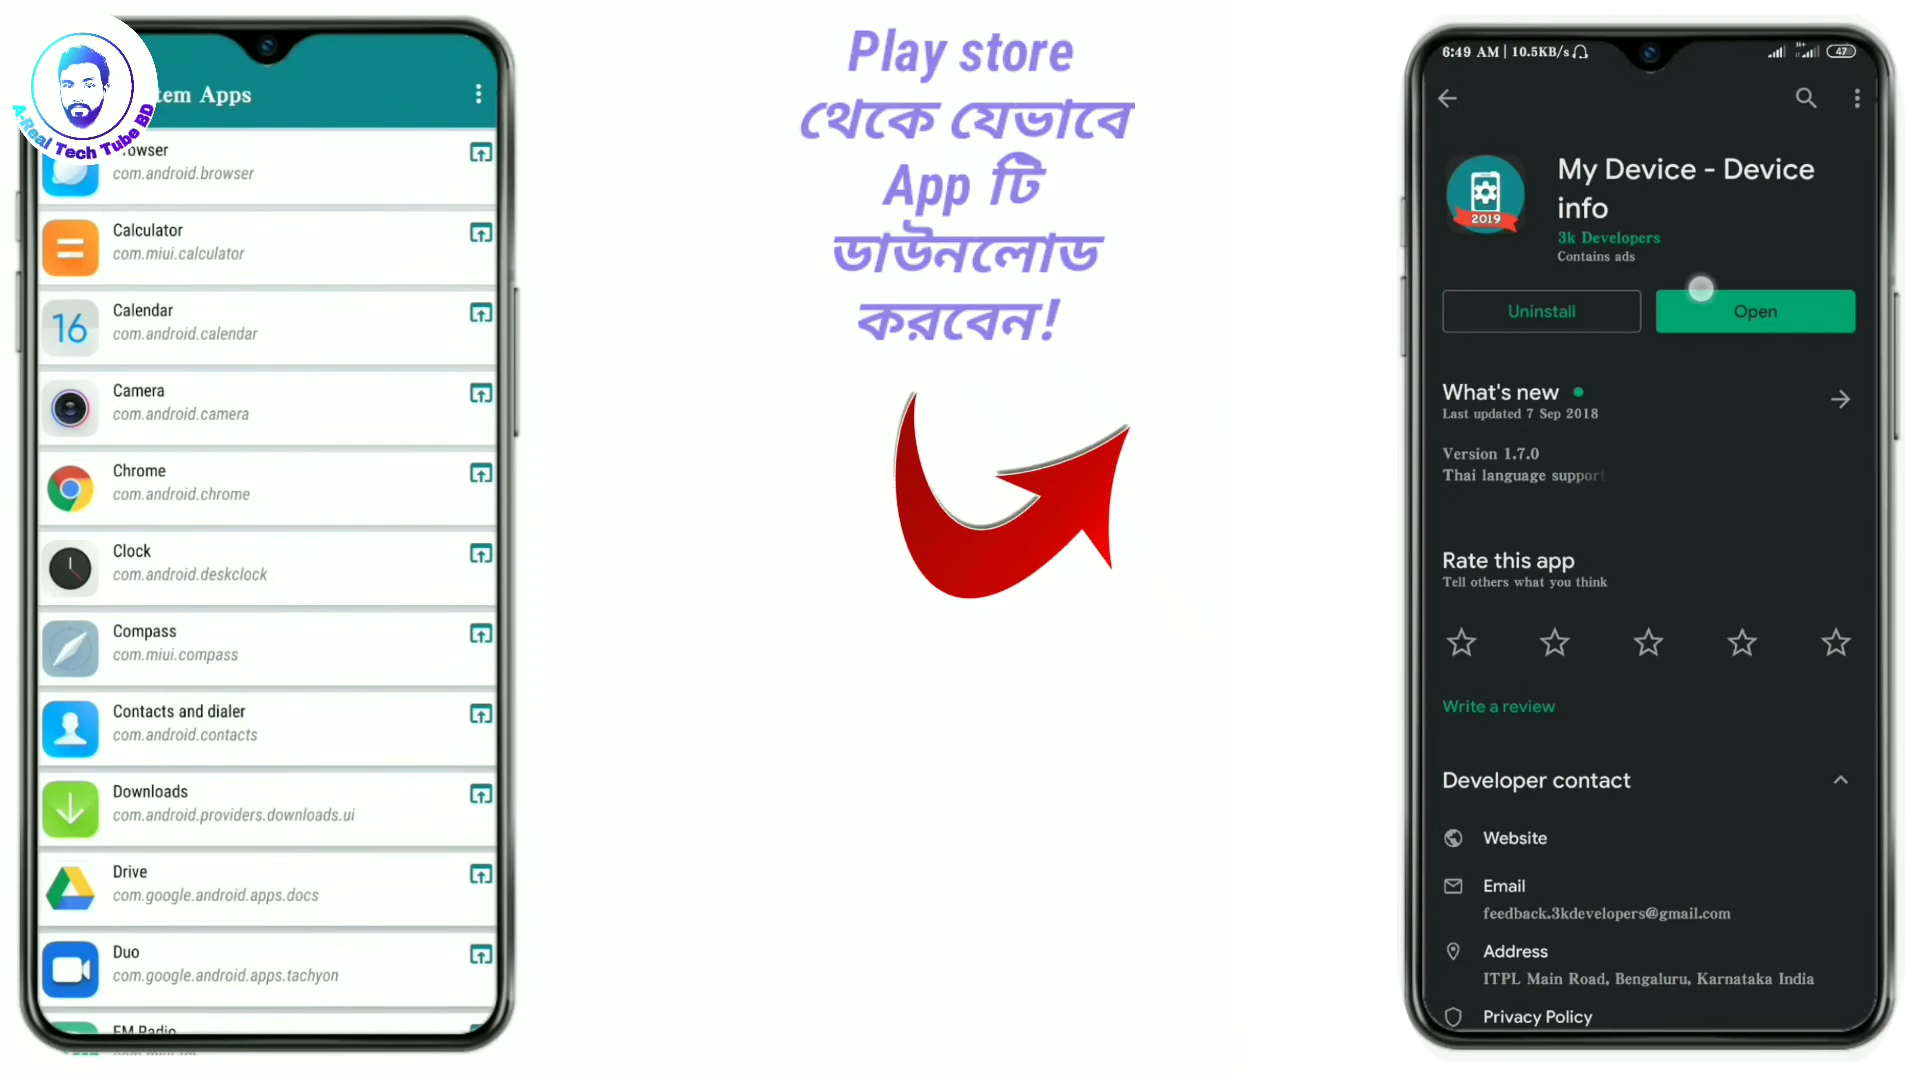 A-Real Tech Tube BD
tem Apps
rowser
com.android.browser
Calculator
com.miui.calculator
16
Calendar
com.android.calendar
Camera
com.android.camera
Chrome
com.android.chrome
Clock
com.android.deskclock
Compass
com.miui.compass
Contacts and dialer
com.android.contacts
Downloads
com.android.providers.downloads.ui
Drive
com.google.android.apps.docs
Duo
com.google.android.apps.tachyon
FM Radio
Play store
থেকে যেভাবে
App টি
ডাউনলোড
করবেন!
6:49 AM | 10.5KB/s
H+
47
My Device - Device
info
2019
3k Developers
Contains ads
Uninstall
Open
What's new
Last updated 7 Sep 2018
Version 1.7.0
Thai language support
Rate this app
Tell others what you think
Write a review
Developer contact
Website
Email
feedback.3kdevelopers@gmail.com
Address
ITPL Main Road, Bengaluru, Karnataka India
Privacy Policy